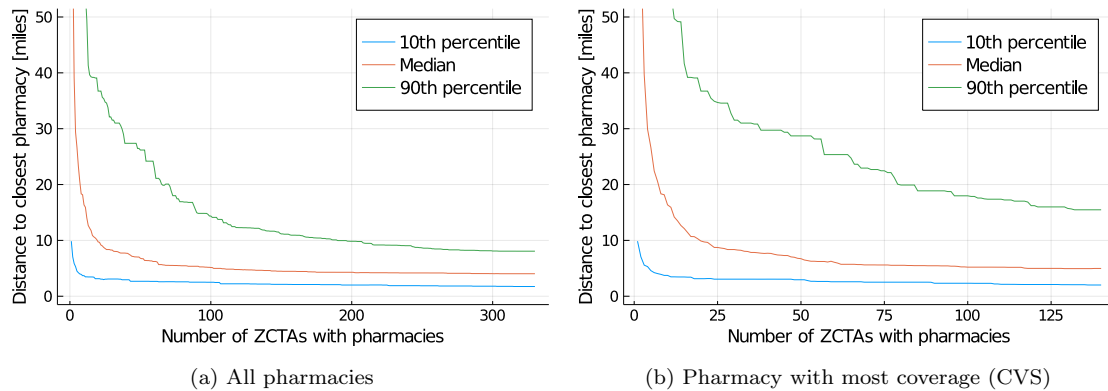 Distance to closest pharmacy [miles]
50
40
30
20
10
0
10th percentile
Median
90th percentile
0
100
200
300
Number of ZCTAs with pharmacies
(a) All pharmacies
Distance to closest pharmacy [miles]
50
40
30
20
10
0
10th percentile
Median
90th percentile
0
25
50
75
100
125
Number of ZCTAs with pharmacies
(b) Pharmacy with most coverage (CVS)